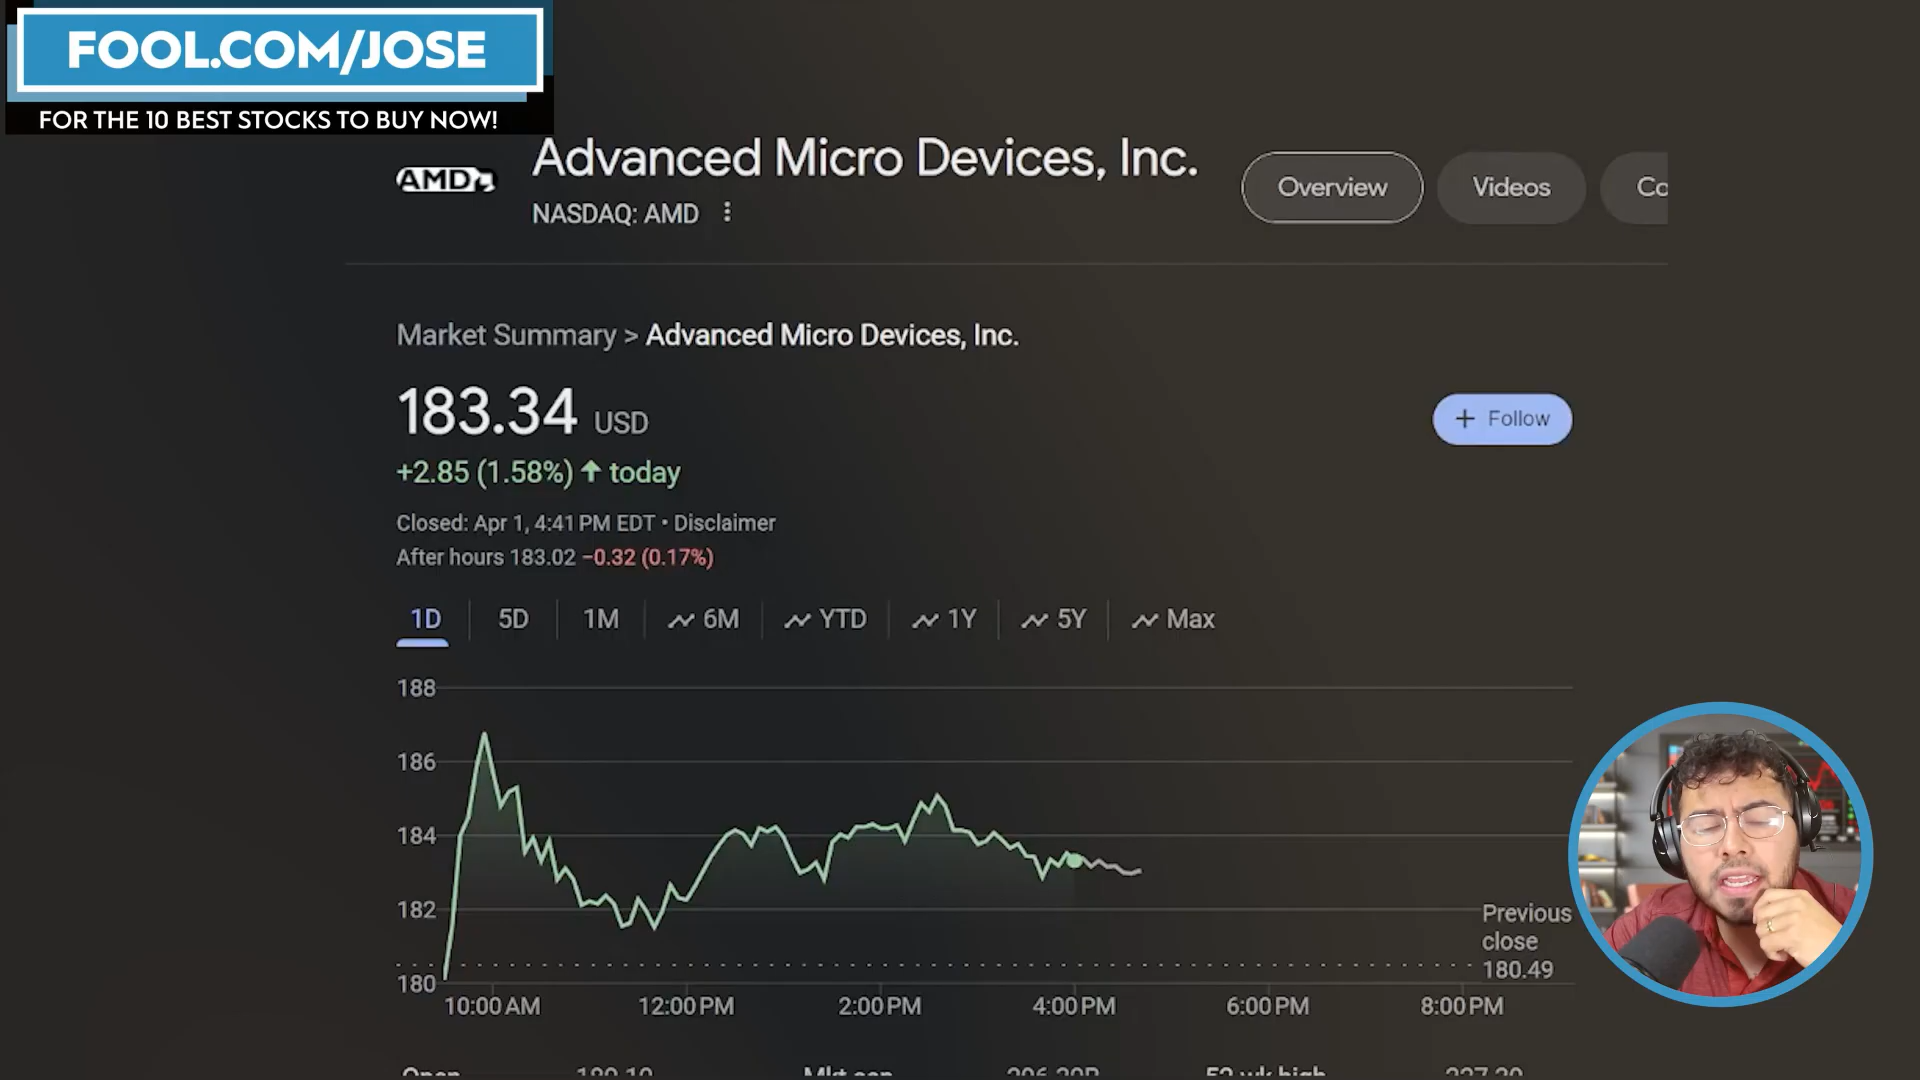 FOOL.COM/JOSE
FOR THE 10 BEST STOCKS TO BUY NOW!
AMD
Advanced Micro Devices, Inc.
NASDAQ: AMD
Overview
Videos
Co
Market Summary > Advanced Micro Devices, Inc.
183.34 USD
+ Follow
+2.85 (1.58%) ↑ today
Closed: Apr 1, 4:41 PM EDT • Disclaimer
After hours 183.02 −0.32 (0.17%)
1D 5D 1M 6M YTD 1Y 5Y Max
188
186
184
182
180
Previous
close
180.49
10:00 AM 12:00 PM 2:00 PM 4:00 PM 6:00 PM 8:00 PM